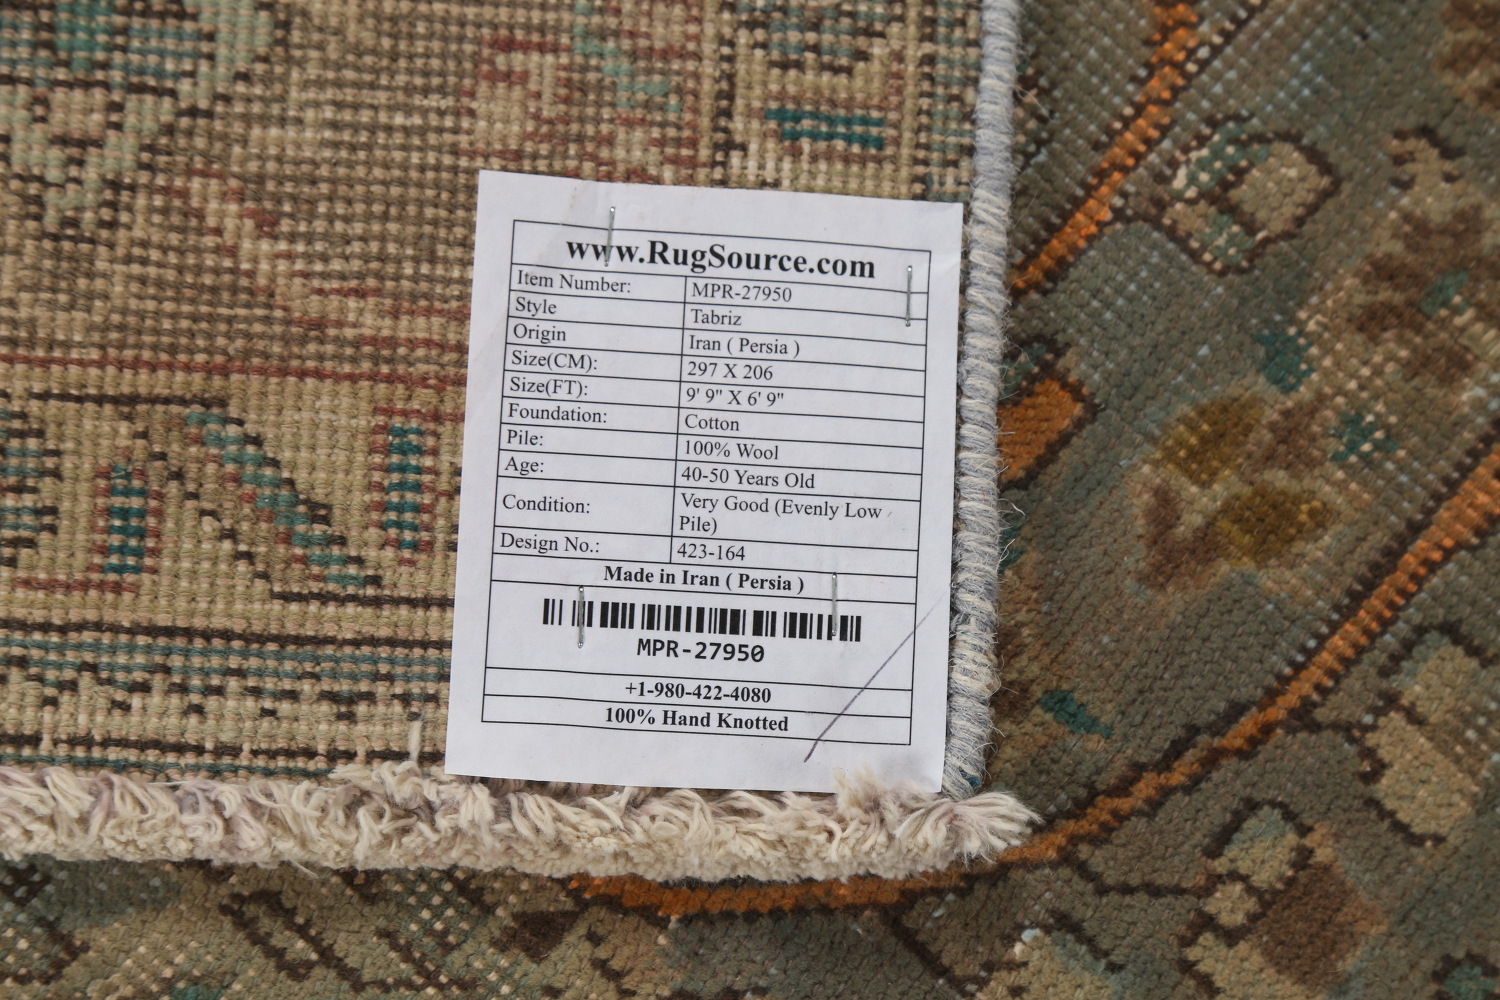 www.RugSource.com
Item Number: MPR-27950
Style Tabriz
Origin Iran ( Persia )
Size(CM): 297 X 206
Size(FT): 9' 9" X 6' 9"
Foundation: Cotton
Pile: 100% Wool
Age: 40-50 Years Old
Condition: Very Good (Evenly Low
Pile)
Design No.: 423-164
Made in Iran ( Persia )
MPR-27950
+1-980-422-4080
100% Hand Knotted